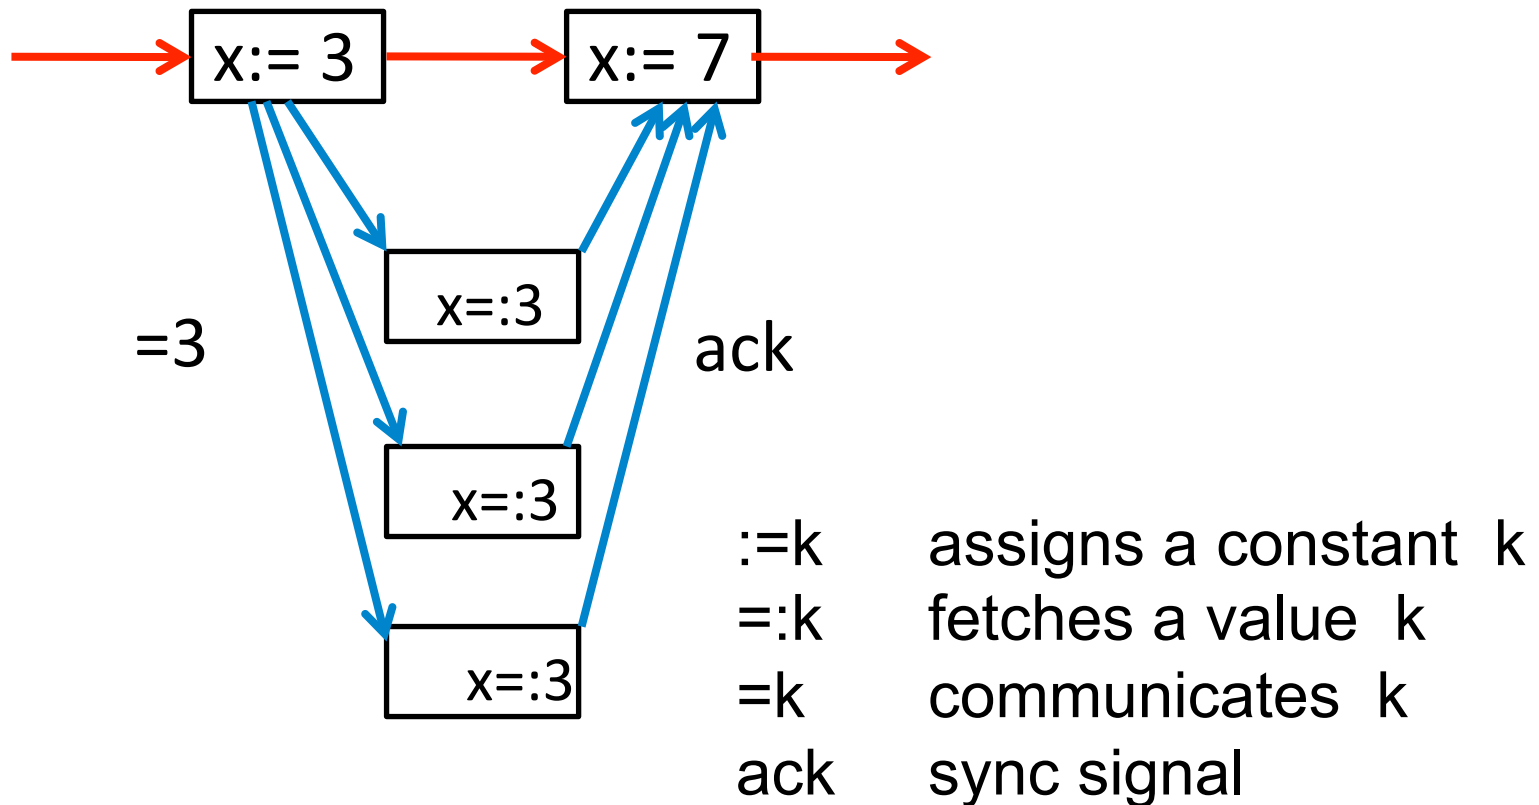 x:= 3
x:= 7
x=:3
=3
ack
x=:3
x=:3
:=k assigns a constant k
=:k fetches a value k
=k communicates k
ack sync signal